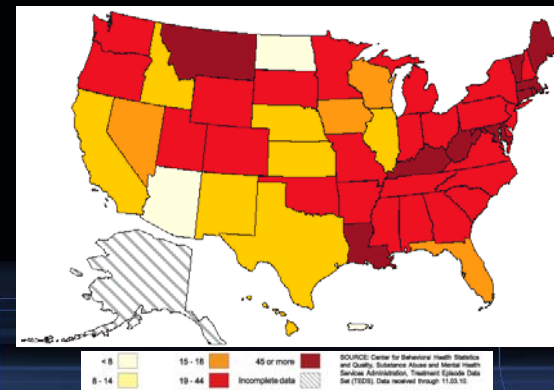 < 8
8 - 14
15 - 18
19 - 44
45 or more
Incomplete data
SOURCE: Center for Behavioral Health Statistics
and Quality, Substance Abuse and Mental Health
Services Administration, Treatment Episode Data
Set (TEDS). Data received through 11.03.10.